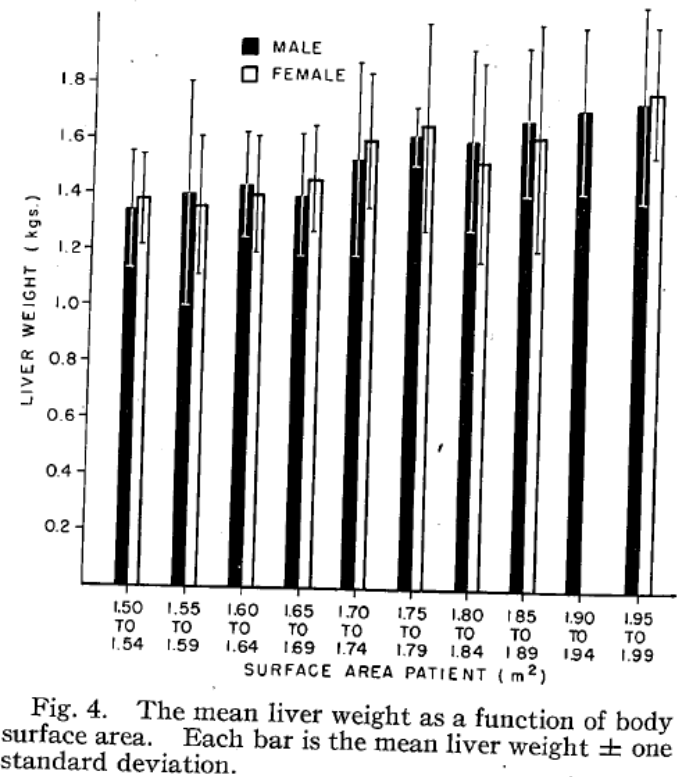 MALE
FEMALE
1.8
1.6
1.4
1.2
1.0
0.8
0.6
0.4
0.2
LIVER WEIGHT (kgs.)
1.50 1.55 1.60 1.65 1.70 1.75 1.80 1.85 1.90 1.95
TO TO TO TO TO TO TO TO TO TO
1.54 1.59 1.64 1.69 1.74 1.79 1.84 1.89 1.94 1.99
SURFACE AREA PATIENT (m²)
Fig. 4. The mean liver weight as a function of body
surface area. Each bar is the mean liver weight ± one
standard deviation.